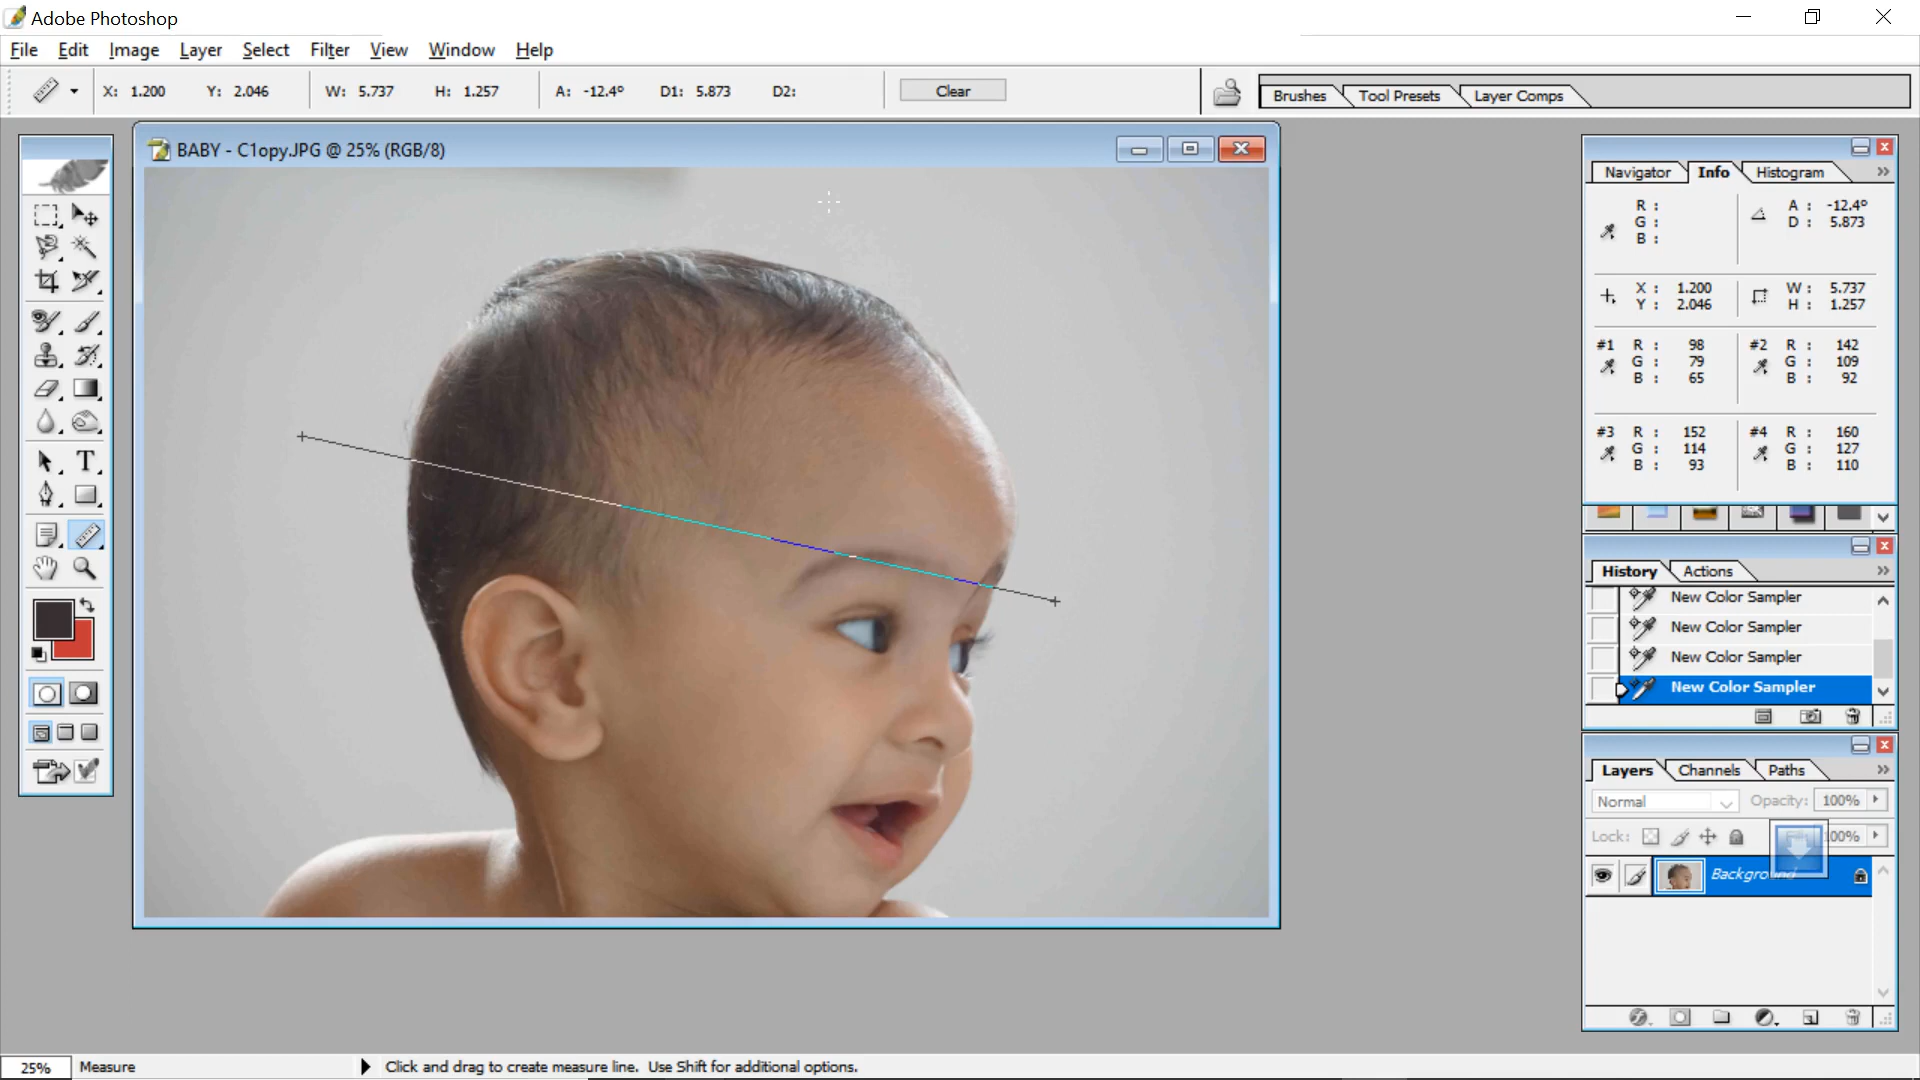 Adobe Photoshop
File Edit Image Layer Select Filter View Window Help
X: 1.200 Y: 2.046 W: 5.737 H: 1.257 A: -12.4° D1: 5.873 D2: Clear Brushes Tool Presets Layer Comps
BABY - C1opy.JPG @ 25% (RGB/8)
Navigator Info Histogram
R : A : -12.4°
G : D : 5.873
B :
X : 1.200 W : 5.737
Y : 2.046 H : 1.257
#1 R : 98 #2 R : 142
G : 79 G : 109
B : 65 B : 92
#3 R : 152 #4 R : 160
G : 114 G : 127
B : 93 B : 110
History Actions
New Color Sampler
New Color Sampler
New Color Sampler
New Color Sampler
Layers Channels Paths
Normal Opacity: 100%
Lock: 100%
Background
25% Measure Click and drag to create measure line. Use Shift for additional options.